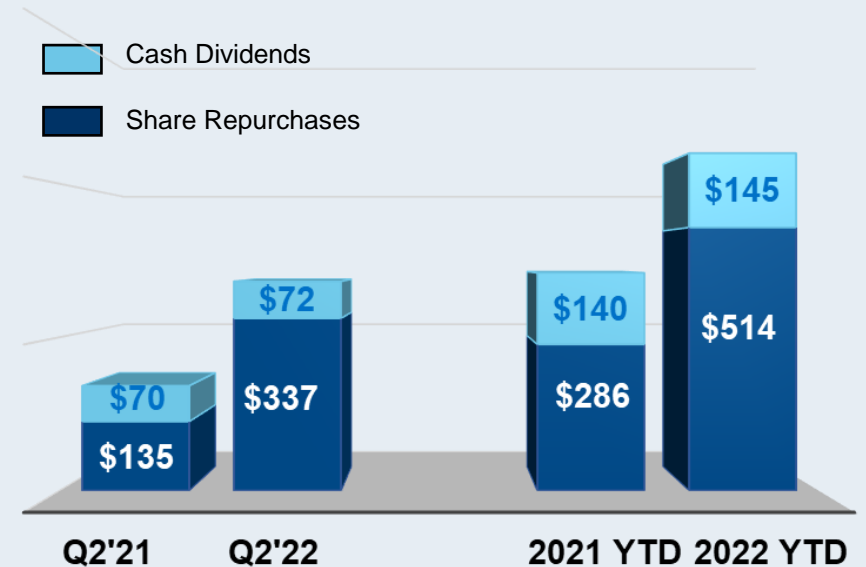 Cash Dividends
Share Repurchases
$145
$72
$140
$514
$70
$337
$286
$135
Q2'21 Q2'22 2021 YTD 2022 YTD